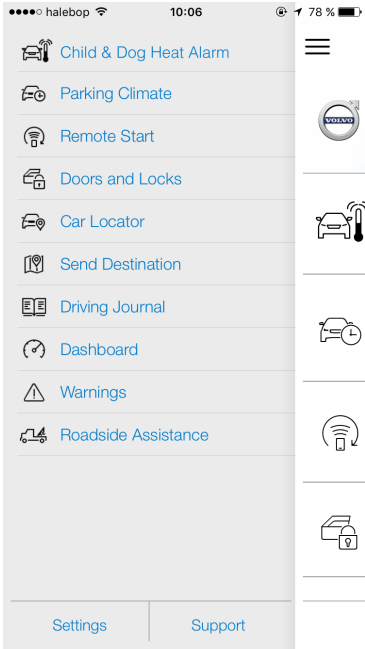 halebop 10:06 78 %
Child & Dog Heat Alarm
Parking Climate
Remote Start
VOLVO
Doors and Locks
Car Locator
Send Destination
Driving Journal
Dashboard
Warnings
Roadside Assistance
Settings Support